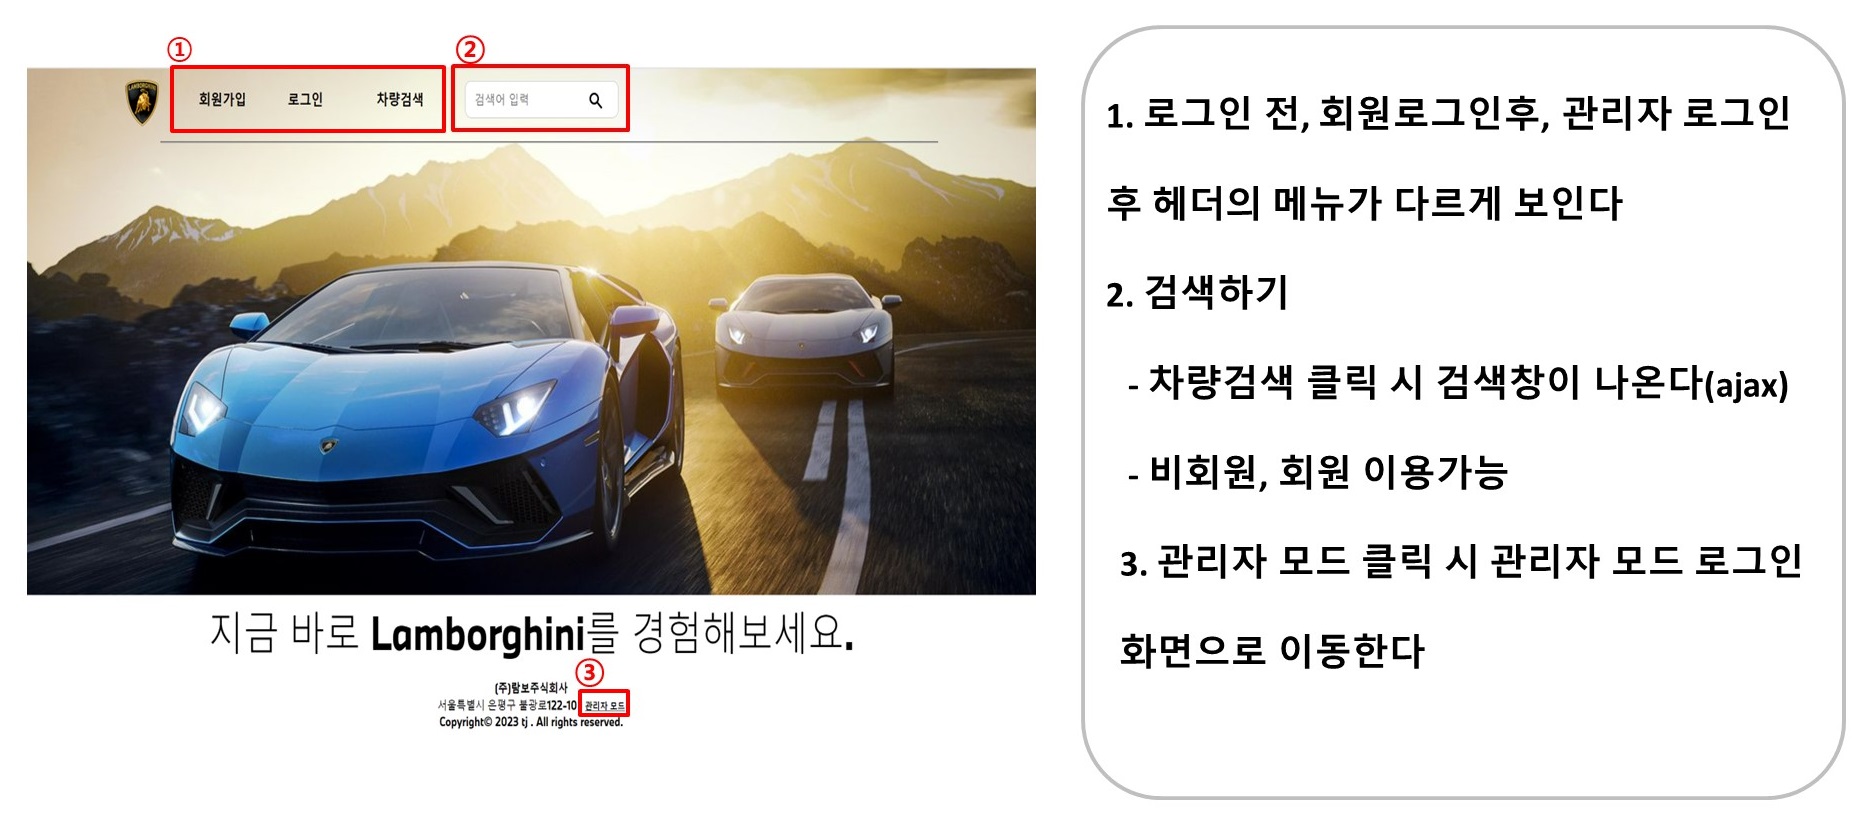 ①
②
LAMBORGHINI
회원가입 로그인 차량검색 검색어 입력
지금 바로 Lamborghini를 경험해보세요.
③
(주)람보주식회사
서울특별시 은평구 불광로122-10 관리자 모드
Copyright© 2023 tj . All rights reserved.
1. 로그인 전, 회원로그인후, 관리자 로그인
후 헤더의 메뉴가 다르게 보인다
2. 검색하기
- 차량검색 클릭 시 검색창이 나온다(ajax)
- 비회원, 회원 이용가능
3. 관리자 모드 클릭 시 관리자 모드 로그인
화면으로 이동한다